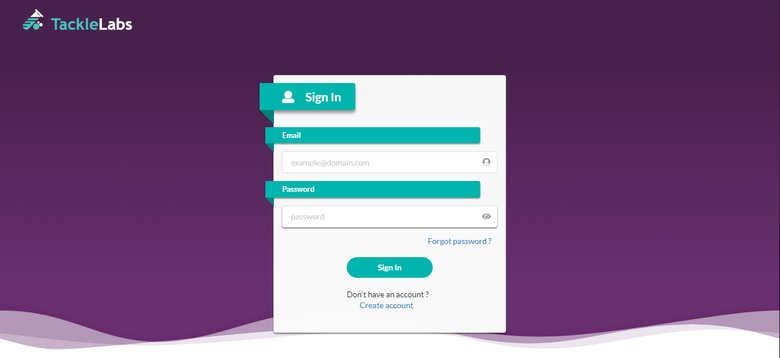 TackleLabs
Sign In
Email
example@domain.com
Password
password
Forgot password ?
Sign In
Don't have an account ?
Create account